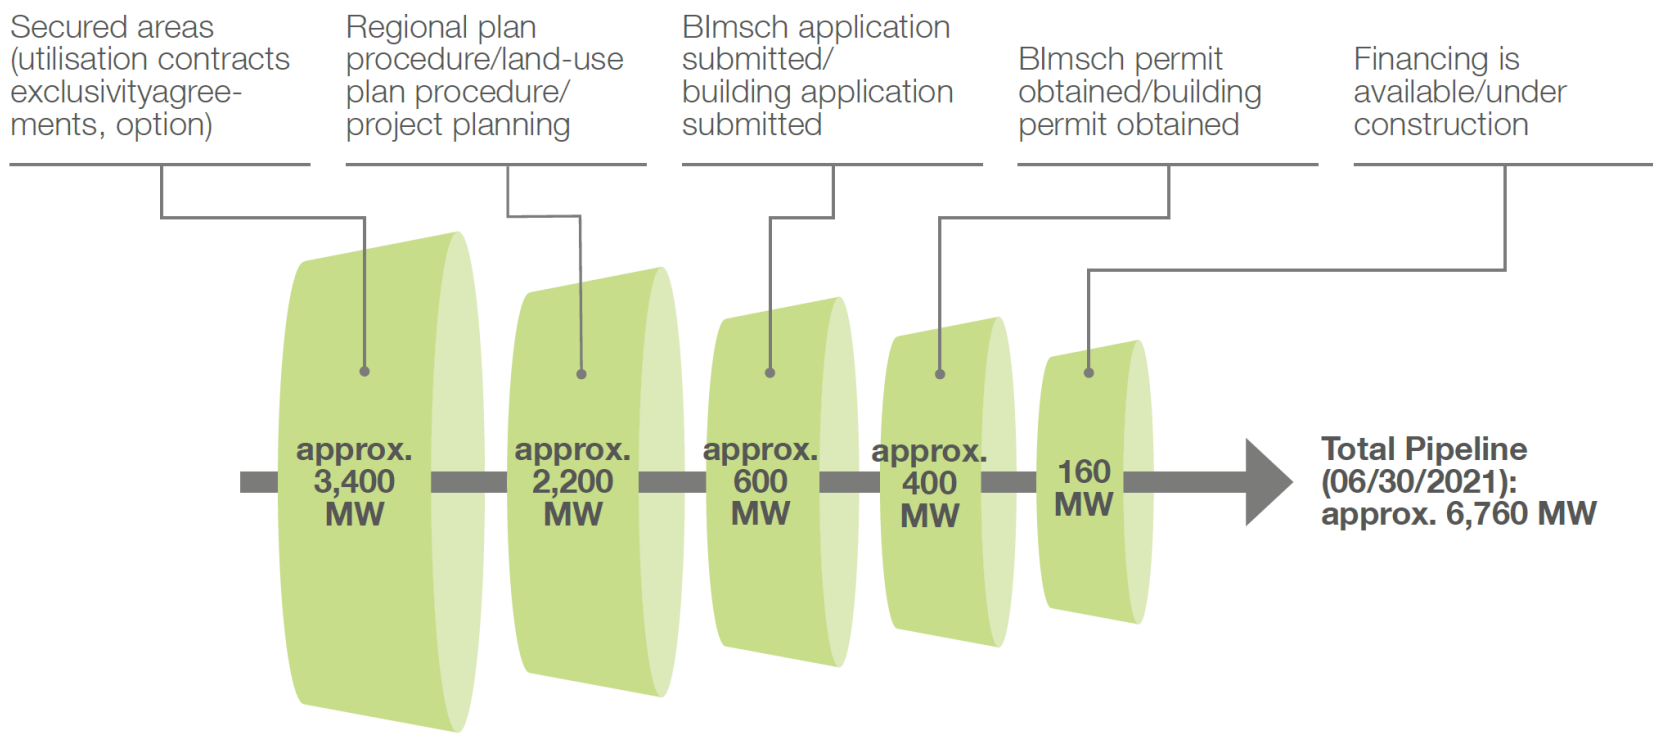 Secured areas
(utilisation contracts
exclusivityagree-
ments, option)
Regional plan
procedure/land-use
plan procedure/
project planning
BImsch application
submitted/
building application
submitted
BImsch permit
obtained/building
permit obtained
Financing is
available/under
construction
approx.
3,400
MW
approx.
2,200
MW
approx.
600
MW
approx.
400
MW
160
MW
Total Pipeline
(06/30/2021):
approx. 6,760 MW